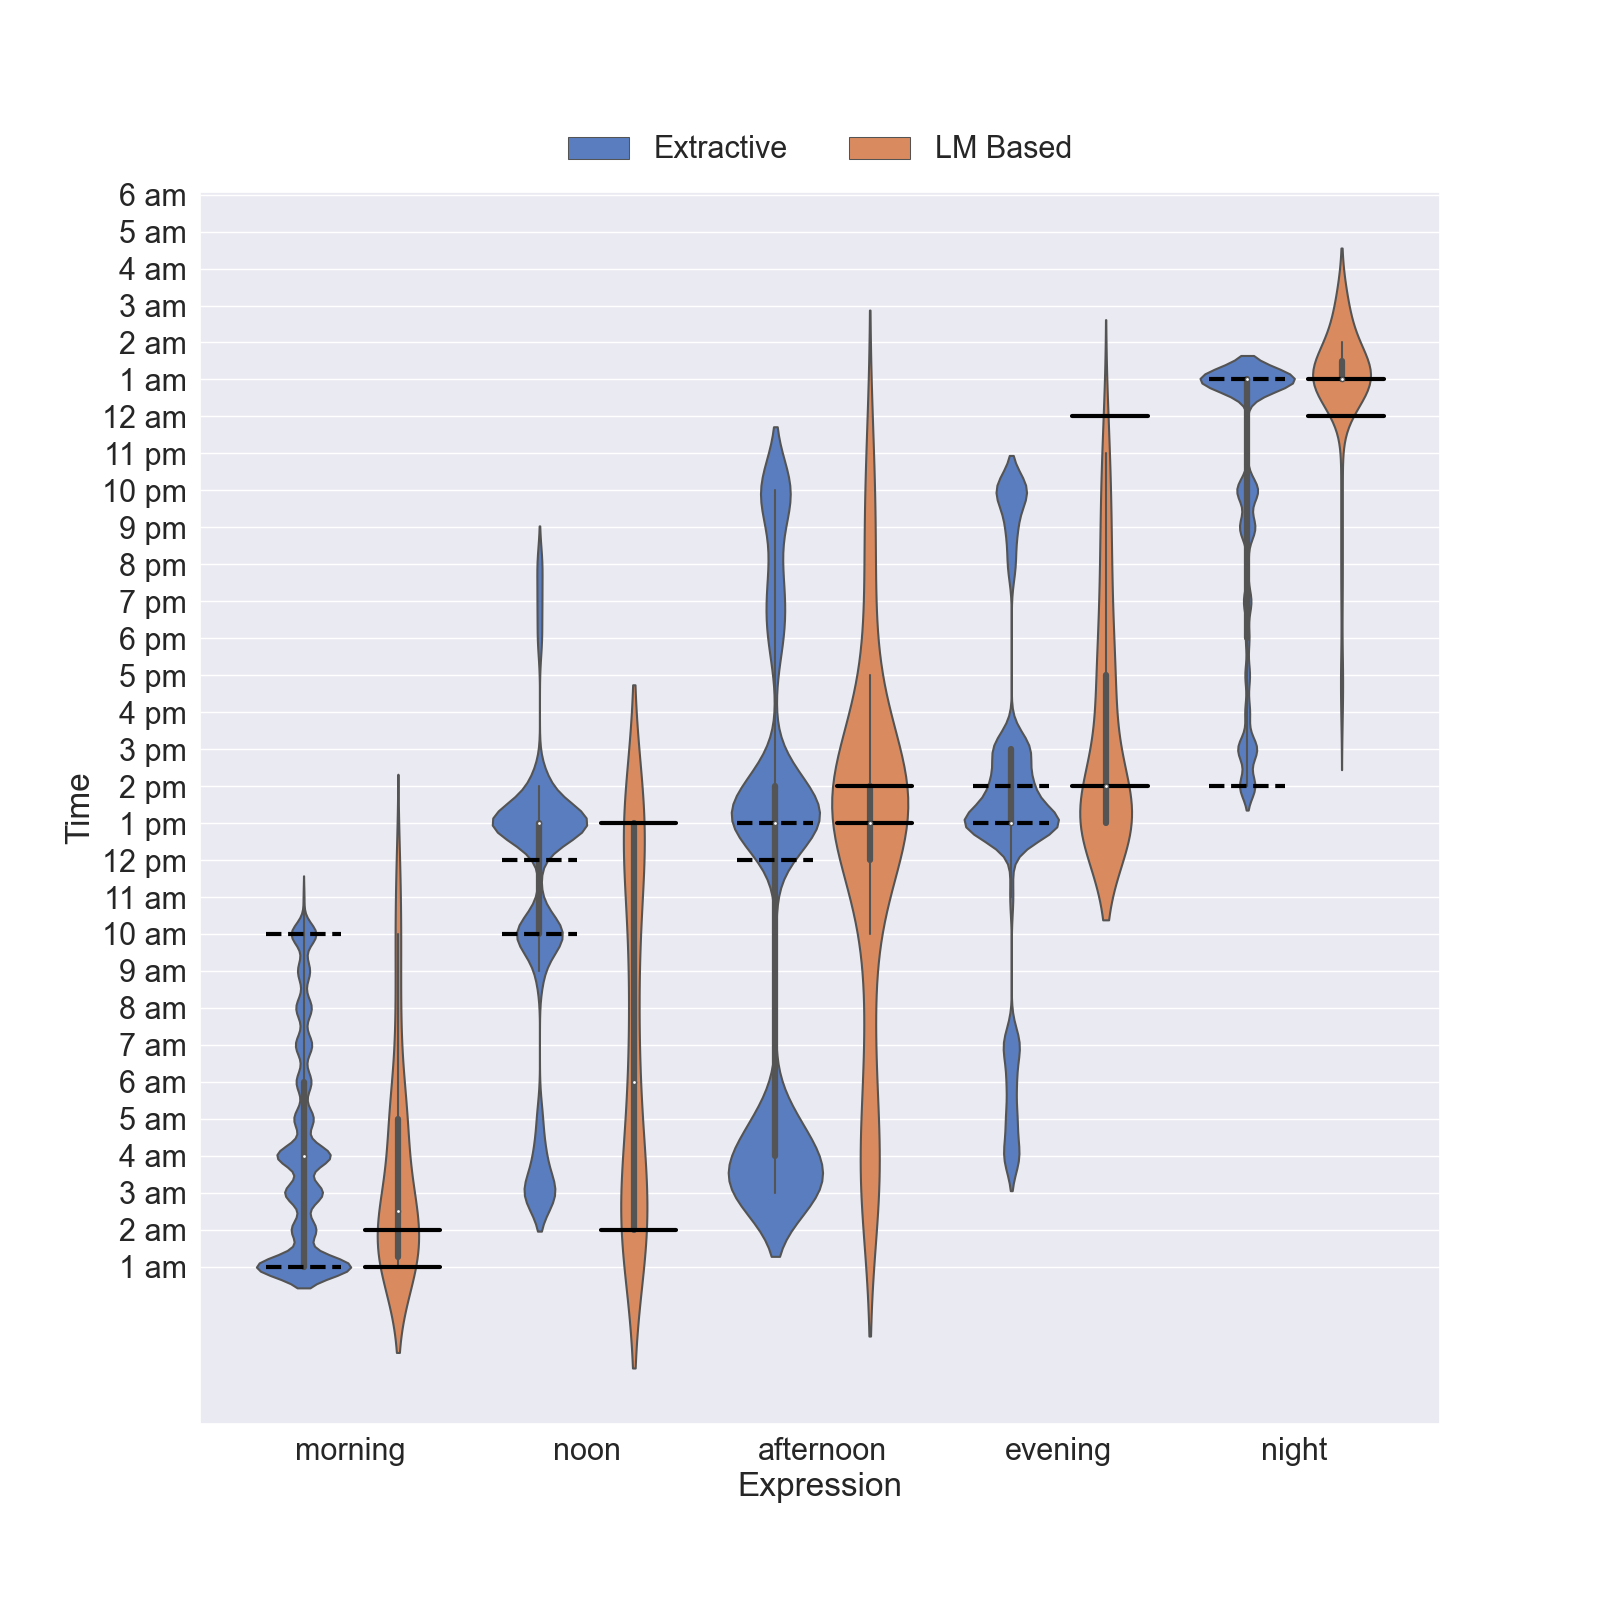 Extractive LM Based
6 am
5 am
4 am
3 am
2 am
1 am
12 am
11 pm
10 pm
9 pm
8 pm
7 pm
6 pm
5 pm
4 pm
3 pm
2 pm
1 pm
12 pm
11 am
10 am
9 am
8 am
7 am
6 am
5 am
4 am
3 am
2 am
1 am
Time
morning noon afternoon evening night
Expression